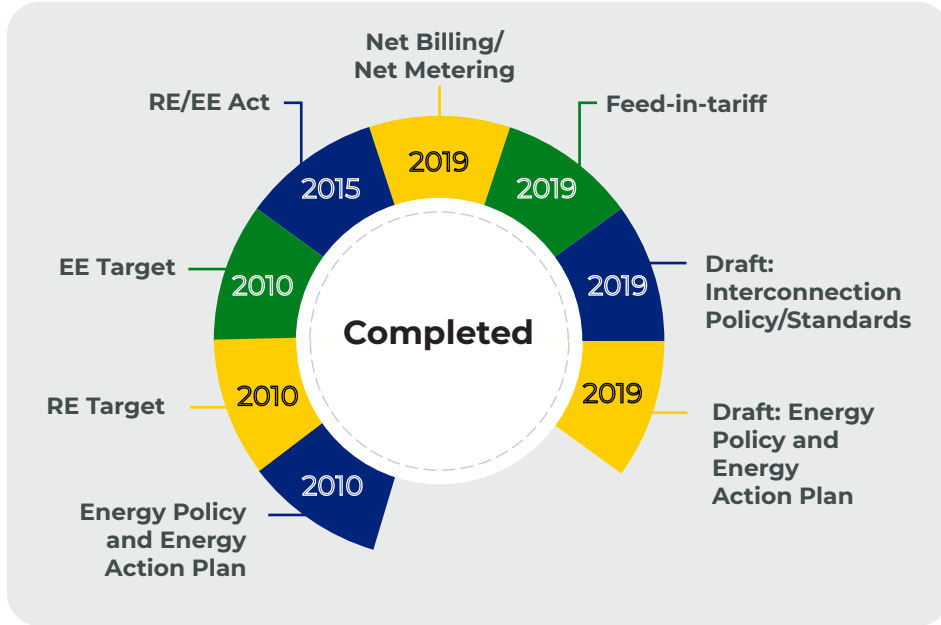 Net Billing/
Net Metering
RE/EE Act
Feed-in-tariff
2019
2015
2019
EE Target
2010
2019
Draft:
Interconnection
Policy/Standards
Completed
RE Target
2010
2019
Draft: Energy
Policy and
Energy
Action Plan
2010
Energy Policy
and Energy
Action Plan